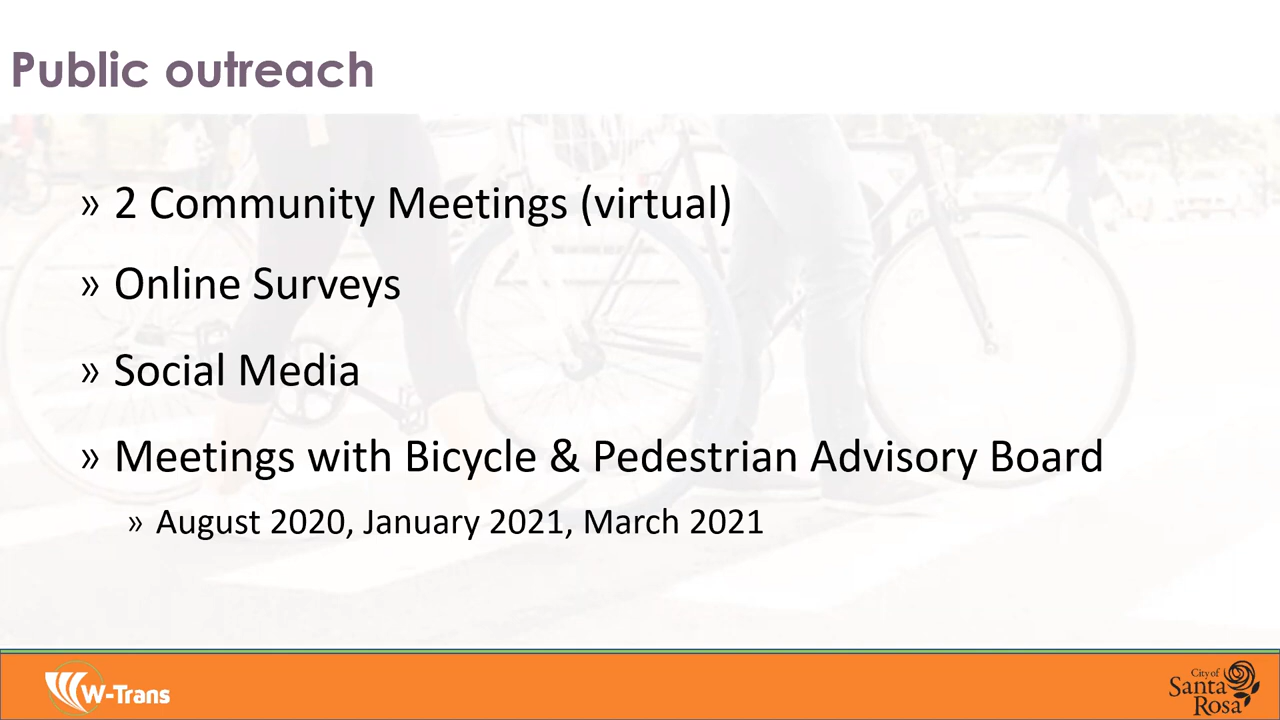 Public outreach
» 2 Community Meetings (virtual)
» Online Surveys
» Social Media
» Meetings with Bicycle & Pedestrian Advisory Board
» August 2020, January 2021, March 2021
W-Trans
City of
Santa
Rosa